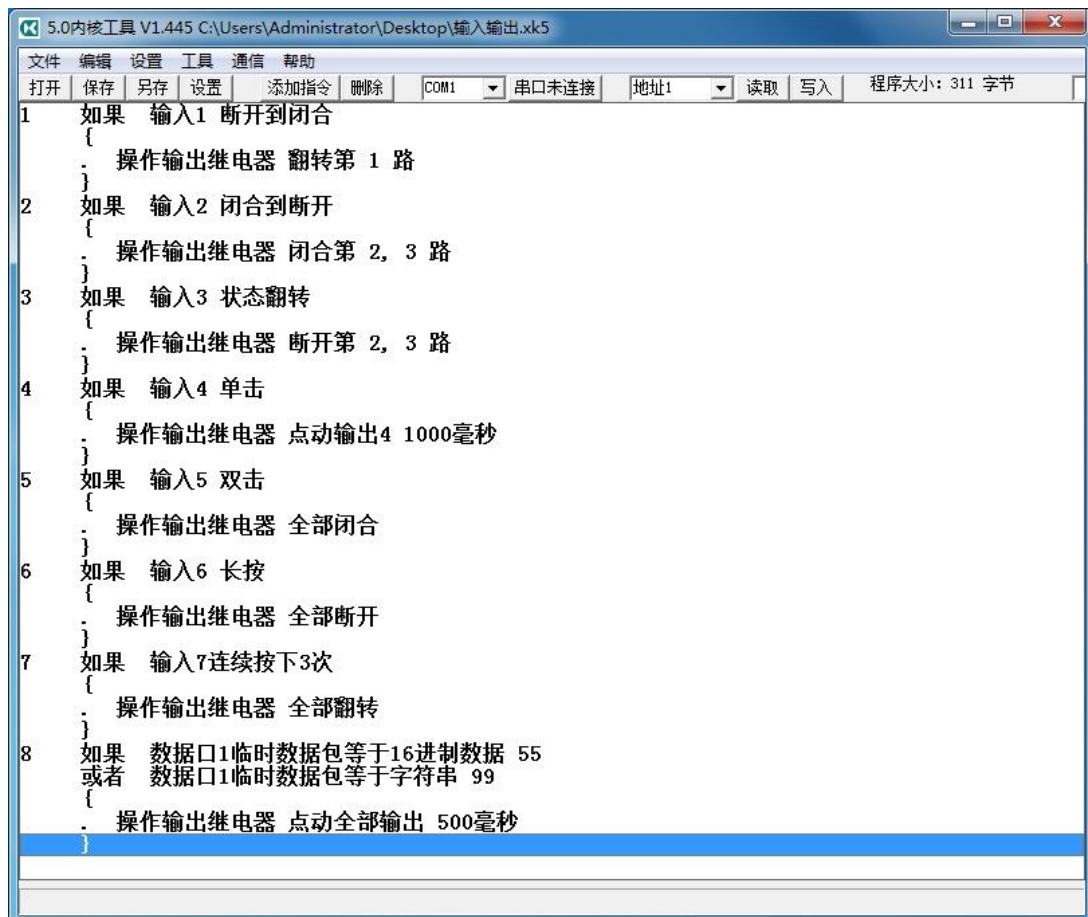 5.0内核工具 V1.445 C:\Users\Administrator\Desktop\输入输出.xk5
文件 编辑 设置 工具 通信 帮助
打开 保存 另存 设置 添加指令 删除 COM1 串口未连接 地址1 读取 写入 程序大小: 311 字节
1 如果 输入1 断开到闭合
{
. 操作输出继电器 翻转第 1 路
}
2 如果 输入2 闭合到断开
{
. 操作输出继电器 闭合第 2, 3 路
}
3 如果 输入3 状态翻转
{
. 操作输出继电器 断开第 2, 3 路
}
4 如果 输入4 单击
{
. 操作输出继电器 点动输出4 1000毫秒
}
5 如果 输入5 双击
{
. 操作输出继电器 全部闭合
}
6 如果 输入6 长按
{
. 操作输出继电器 全部断开
}
7 如果 输入7连续按下3次
{
. 操作输出继电器 全部翻转
}
8 如果 数据口1临时数据包等于16进制数据 55
或者 数据口1临时数据包等于字符串 99
{
. 操作输出继电器 点动全部输出 500毫秒
}